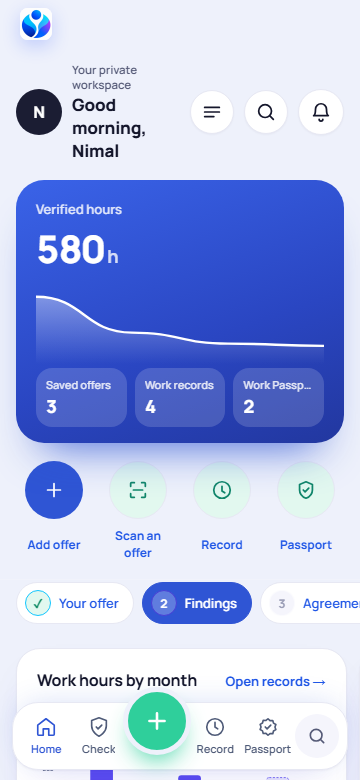 Your private
workspace
N
Good
morning,
Nimal
Verified hours
580h
Saved offers
3
Work records
4
Work Passp...
2
Add offer
Scan an
offer
Record
Passport
✓ Your offer
2 Findings
3 Agreeme
Work hours by month
Open records →
Home
Check
Record
Passport